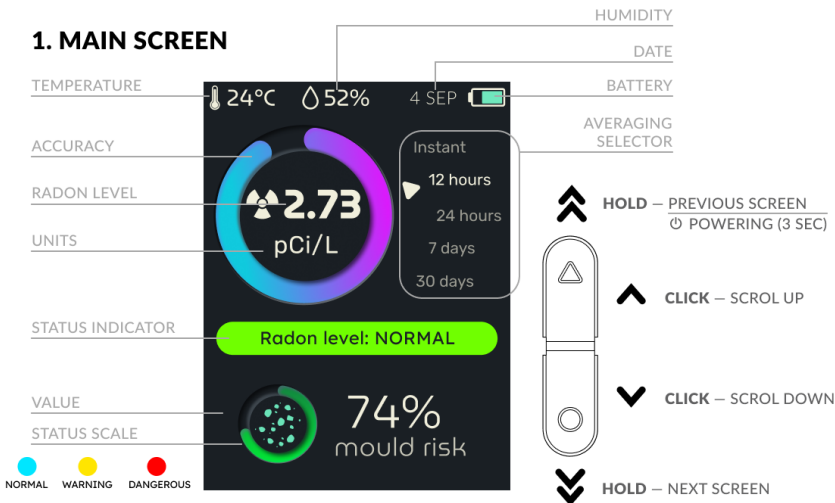 1. MAIN SCREEN
HUMIDITY
DATE
BATTERY
AVERAGING
SELECTOR
TEMPERATURE
ACCURACY
RADON LEVEL
UNITS
STATUS INDICATOR
VALUE
STATUS SCALE
NORMAL WARNING DANGEROUS
24°C 52% 4 SEP
2.73
pCi/L
Instant
12 hours
24 hours
7 days
30 days
Radon level: NORMAL
74%
mould risk
HOLD – PREVIOUS SCREEN
POWERING (3 SEC)
CLICK – SCROL UP
CLICK – SCROL DOWN
HOLD – NEXT SCREEN